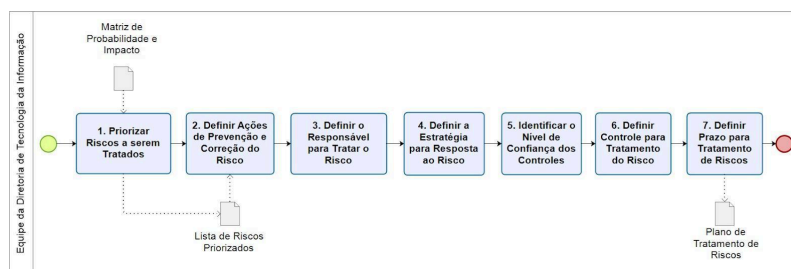 Equipe da Diretoria de Tecnologia da Informação
Matriz de
Probabilidade e
Impacto
1. Priorizar
Riscos a serem
Tratados
2. Definir Ações
de Prevenção e
Correção do
Risco
3. Definir o
Responsável
para Tratar o
Risco
4. Definir a
Estratégia
para Resposta
ao Risco
5. Identificar o
Nível de
Confiança dos
Controles
6. Definir
Controle para
Tratamento
do Risco
7. Definir
Prazo para
Tratamento
de Riscos
Lista de Riscos
Priorizados
Plano de
Tratamento de
Riscos